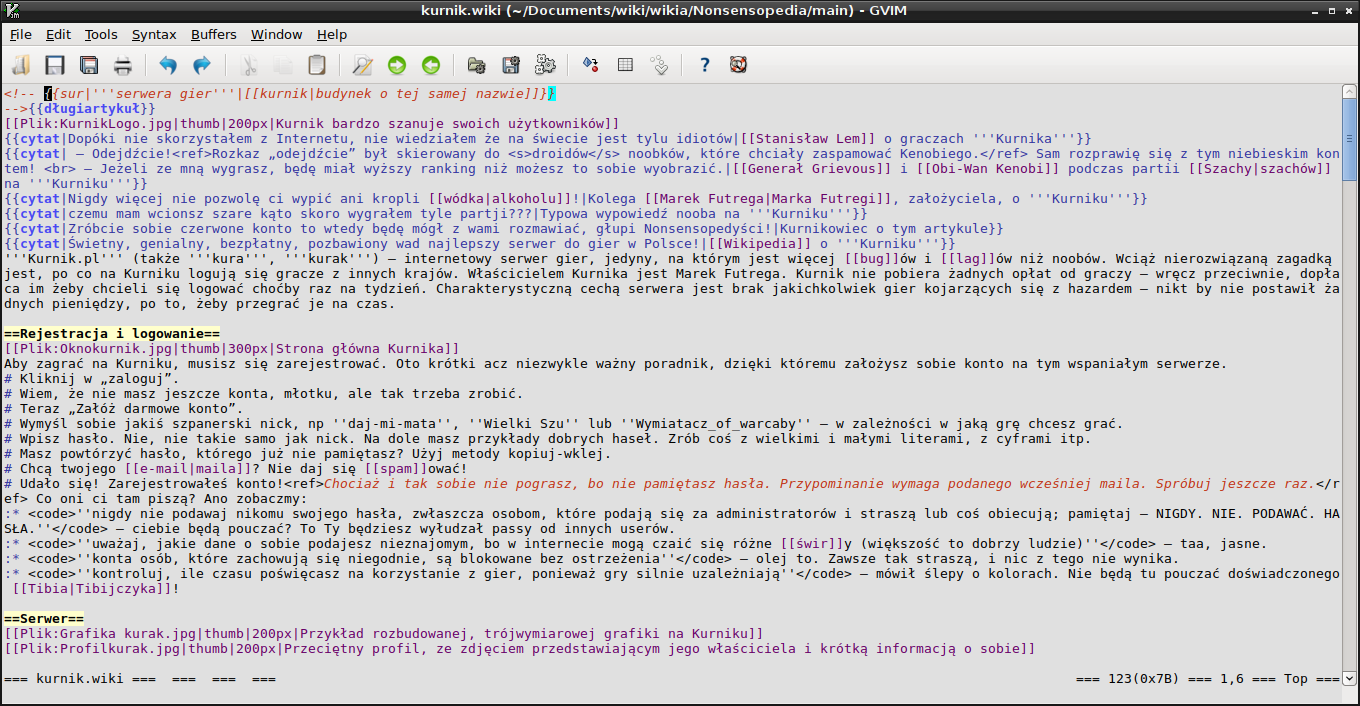 kurnik.wiki (~/Documents/wiki/wikia/Nonsensopedia/main) - GVIM
File Edit Tools Syntax Buffers Window Help
<!-- {{sur|'''serwera gier'''|[[kurnik|budynek o tej samej nazwie]]}}
-->{{długiartykuł}}
[[Plik:KurnikLogo.jpg|thumb|200px|Kurnik bardzo szanuje swoich użytkowników]]
{{cytat|Dopóki nie skorzystałem z Internetu, nie wiedziałem że na świecie jest tylu idiotów|[[Stanisław Lem]] o graczach '''Kurnika'''}}
{{cytat| – Odejdźcie!<ref>Rozkaz „odejdźcie” był skierowany do <s>droidów</s> noobków, które chciały zaspamować Kenobiego.</ref> Sam rozprawię się z tym niebieskim kon
tem! <br> – Jeżeli ze mną wygrasz, będę miał wyższy ranking niż możesz to sobie wyobrazić.|[[Generał Grievous]] i [[Obi-Wan Kenobi]] podczas partii [[Szachy|szachów]]
na '''Kurniku'''}}
{{cytat|Nigdy więcej nie pozwolę ci wypić ani kropli [[wódka|alkoholu]]!|Kolega [[Marek Futrega|Marka Futregi]], założyciela, o '''Kurniku'''}}
{{cytat|czemu mam wcionsz szare kąto skoro wygrałem tyle partji???|Typowa wypowiedź nooba na '''Kurniku'''}}
{{cytat|Zróbcie sobie czerwone konto to wtedy będę mógł z wami rozmawiać, głupi Nonsensopedyści!|Kurnikowiec o tym artykule}}
{{cytat|Świetny, genialny, bezpłatny, pozbawiony wad najlepszy serwer do gier w Polsce!|[[Wikipedia]] o '''Kurniku'''}}
'''Kurnik.pl''' (także '''kura''', '''kurak''') – internetowy serwer gier, jedyny, na którym jest więcej [[bug]]ów i [[lag]]ów niż noobów. Wciąż nierozwiązaną zagadką
jest, po co na Kurniku logują się gracze z innych krajów. Właścicielem Kurnika jest Marek Futrega. Kurnik nie pobiera żadnych opłat od graczy – wręcz przeciwnie, dopła
ca im żeby chcieli się logować choćby raz na tydzień. Charakterystyczną cechą serwera jest brak jakichkolwiek gier kojarzących się z hazardem – nikt by nie postawił ża
dnych pieniędzy, po to, żeby przegrać je na czas.
==Rejestracja i logowanie==
[[Plik:Oknokurnik.jpg|thumb|300px|Strona główna Kurnika]]
Aby zagrać na Kurniku, musisz się zarejestrować. Oto krótki acz niezwykle ważny poradnik, dzięki któremu założysz sobie konto na tym wspaniałym serwerze.
# Kliknij w „zaloguj”.
# Wiem, że nie masz jeszcze konta, młotku, ale tak trzeba zrobić.
# Teraz „Załóż darmowe konto”.
# Wymyśl sobie jakiś szpanerski nick, np ''daj-mi-mata'', ''Wielki Szu'' lub ''Wymiatacz_of_warcaby'' – w zależności w jaką grę chcesz grać.
# Wpisz hasło. Nie, nie takie samo jak nick. Na dole masz przykłady dobrych haseł. Zrób coś z wielkimi i małymi literami, z cyframi itp.
# Masz powtórzyć hasło, którego już nie pamiętasz? Użyj metody kopiuj-wklej.
# Chcą twojego [[e-mail|maila]]? Nie daj się [[spam]]ować!
# Udało się! Zarejestrowałeś konto!<ref>Chociaż i tak sobie nie pograsz, bo nie pamiętasz hasła. Przypominanie wymaga podanego wcześniej maila. Spróbuj jeszcze raz.</r
ef> Co oni ci tam piszą? Ano zobaczmy:
:* <code>''nigdy nie podawaj nikomu swojego hasła, zwłaszcza osobom, które podają się za administratorów i straszą lub coś obiecują; pamiętaj – NIGDY. NIE. PODAWAĆ. HA
SŁA.''</code> – ciebie będą pouczać? To Ty będziesz wyłudzał passy od innych userów.
:* <code>''uważaj, jakie dane o sobie podajesz nieznajomym, bo w internecie mogą czaić się różne [[świr]]y (większość to dobrzy ludzie)''</code> – taa, jasne.
:* <code>''konta osób, które zachowują się niegodnie, są blokowane bez ostrzeżenia''</code> – olej to. Zawsze tak straszą, i nic z tego nie wynika.
:* <code>''kontroluj, ile czasu poświęcasz na korzystanie z gier, ponieważ gry silnie uzależniają''</code> – mówił ślepy o kolorach. Nie będą tu pouczać doświadczonego
[[Tibia|Tibijczyka]]!
==Serwer==
[[Plik:Grafika kurak.jpg|thumb|200px|Przykład rozbudowanej, trójwymiarowej grafiki na Kurniku]]
[[Plik:Profilkurak.jpg|thumb|200px|Przeciętny profil, ze zdjęciem przedstawiającym jego właściciela i krótką informacją o sobie]]
=== kurnik.wiki === === === === === 123(0x7B) === 1,6 === Top ===